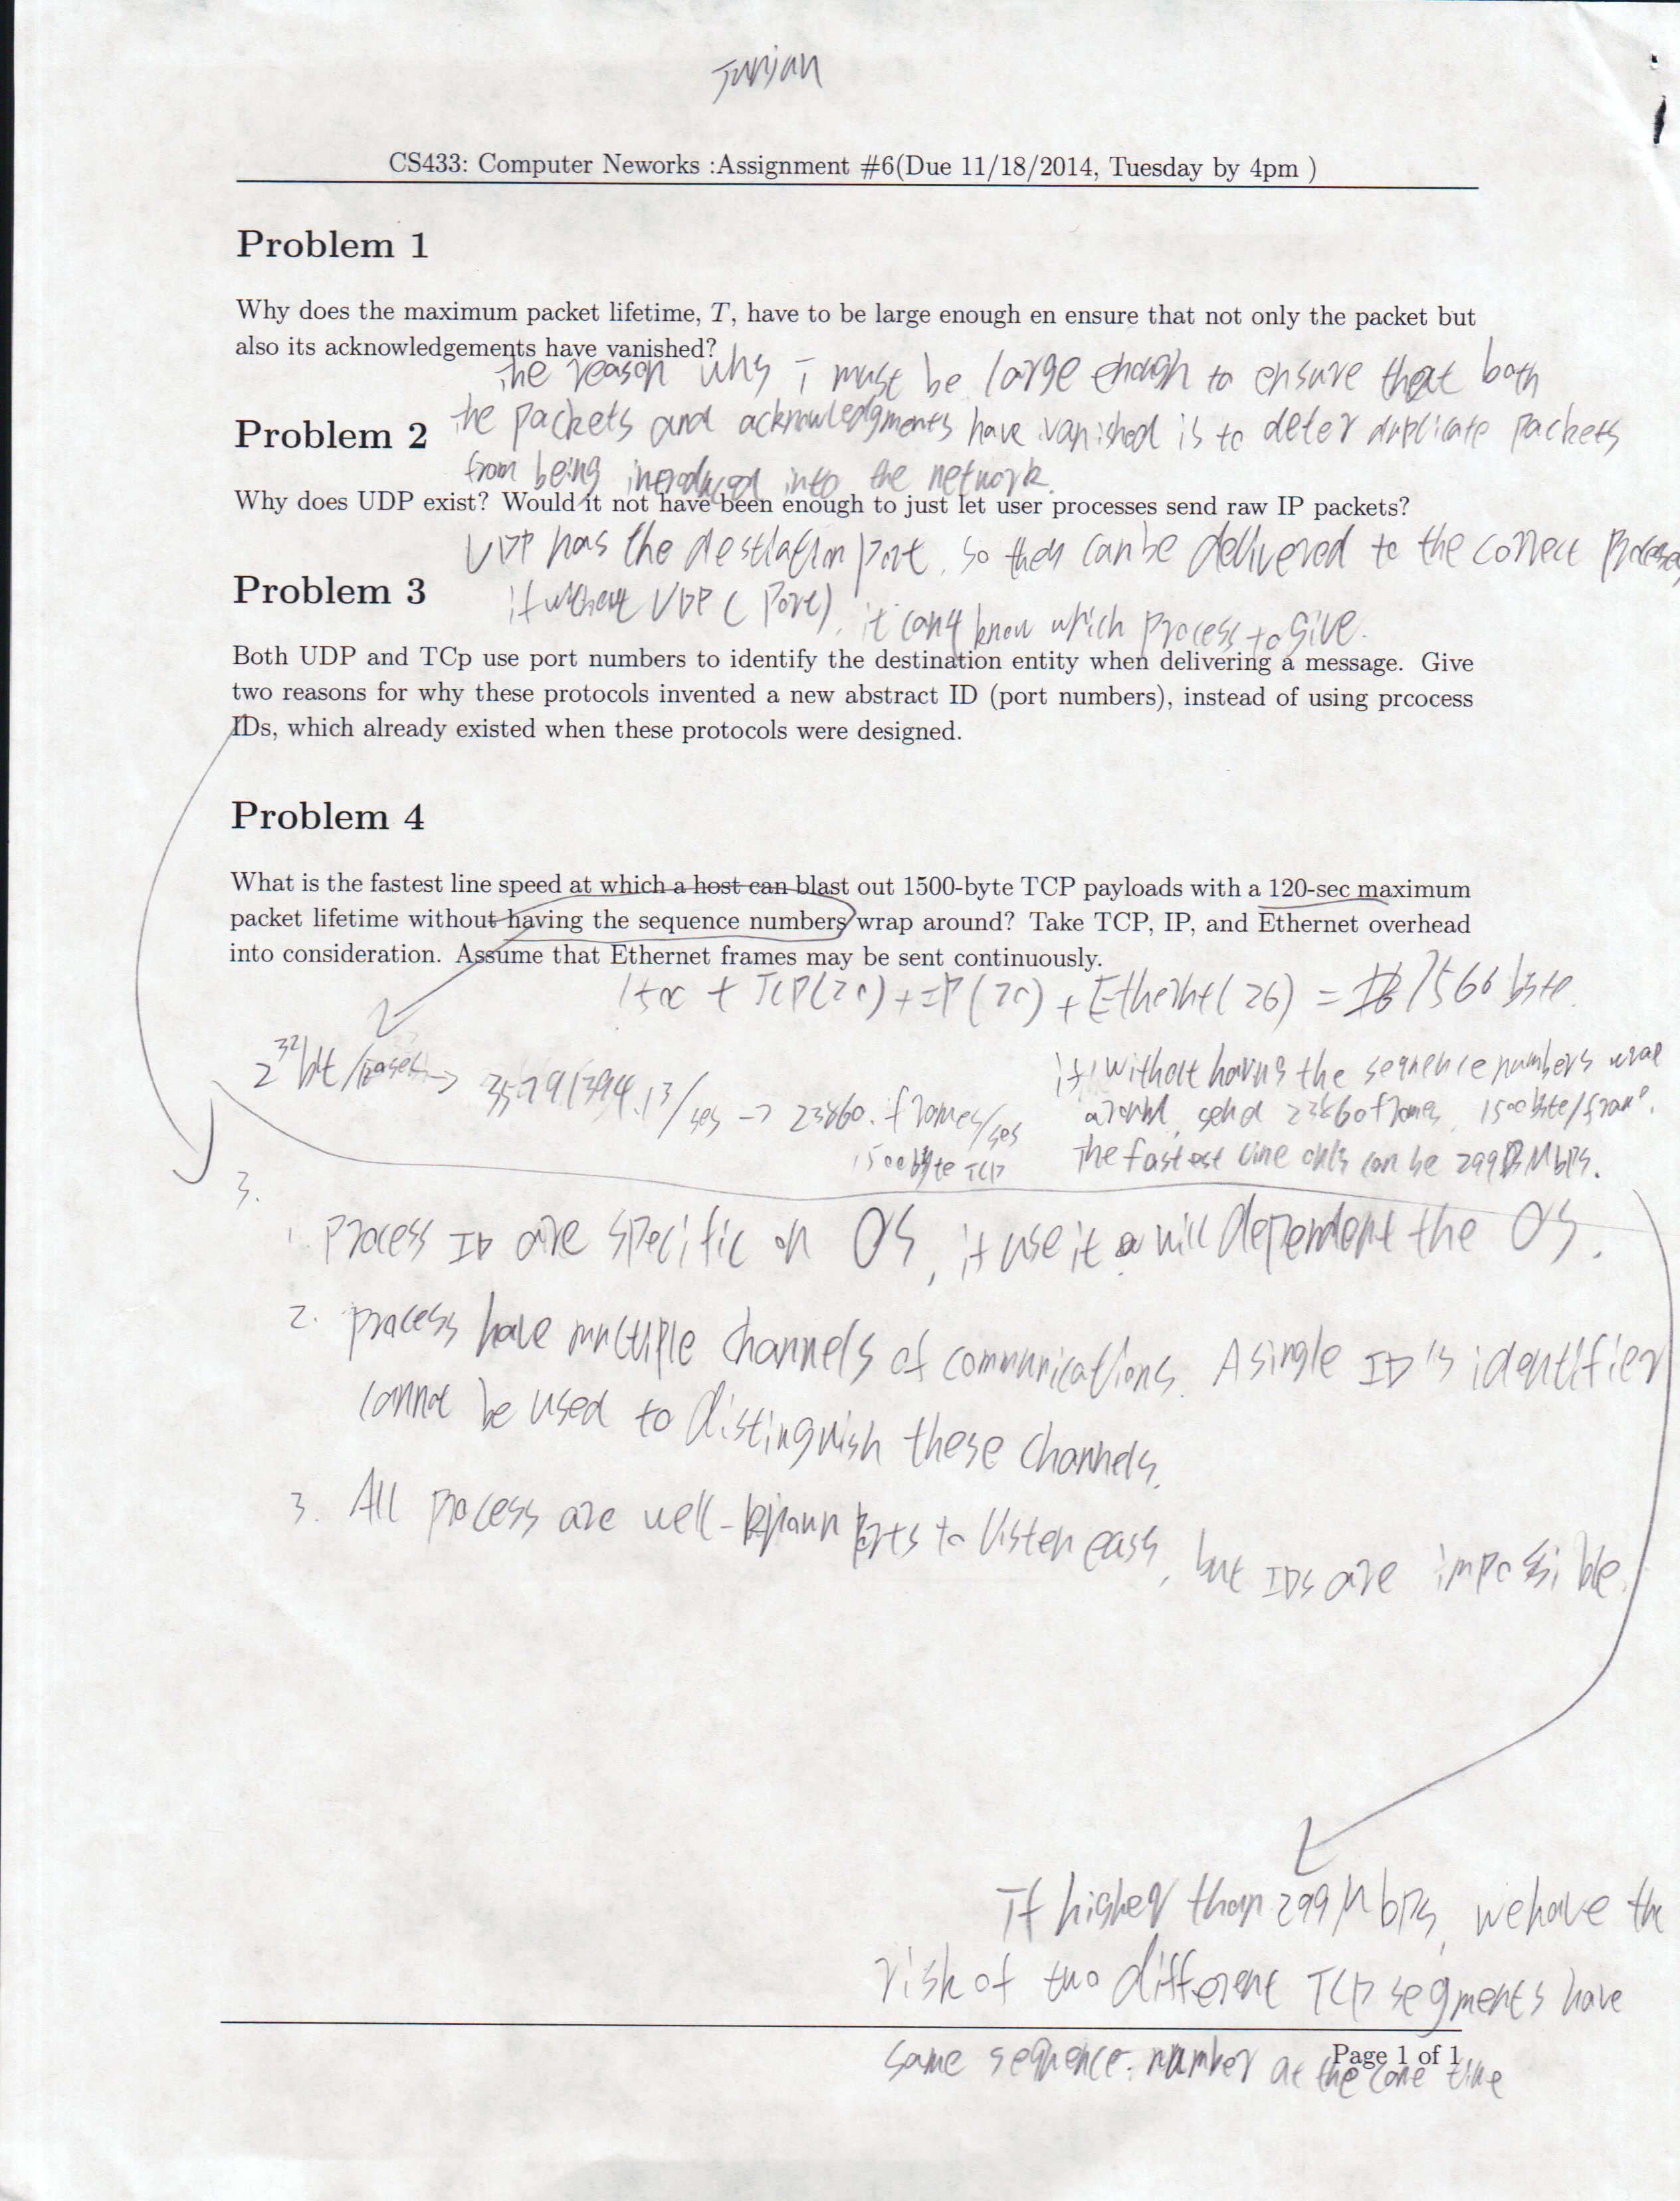 Junjan
CS433: Computer Neworks :Assignment #6(Due 11/18/2014, Tuesday by 4pm )
Problem 1
Why does the maximum packet lifetime, T, have to be large enough en ensure that not only the packet but
also its acknowledgements have vanished?
The reason why T must be large enough to ensure that both
the packets and acknowledgments have vanished is to deter duplicate packets
from being introduced into the network.
Problem 2
Why does UDP exist? Would it not have been enough to just let user processes send raw IP packets?
UDP has the destination port, so they can be delivered to the correct
if without UDP (Port), it can't know which process to give.
Problem 3
Both UDP and TCp use port numbers to identify the destination entity when delivering a message. Give
two reasons for why these protocols invented a new abstract ID (port numbers), instead of using prcocess
IDs, which already existed when these protocols were designed.
Problem 4
What is the fastest line speed at which a host can blast out 1500-byte TCP payloads with a 120-sec maximum
packet lifetime without having the sequence numbers wrap around? Take TCP, IP, and Ethernet overhead
into consideration. Assume that Ethernet frames may be sent continuously.
1500 + TCP(20) + IP(20) + Ethernet(26) = 1566 byte.
2^32 bit / → 35791394.13/ses → 23860. frames/ses
1500 byte TCP
if without having the sequence numbers wrap
around, send 23860 frames, 1500 byte/frame.
The fastest line only can be 299 Mbps.
3.
1. Process ID are specific on OS, if use it will dependent the OS.
2. process have multiple channels of communications. A single ID's identifier
cannot be used to distinguish these channels.
3. All process are well-known ports to listen easy, but IDs are impossible.
If higher than 299 Mbps, we have the
risk of two different TCP segments have
same sequence number at the same time
Page 1 of 1